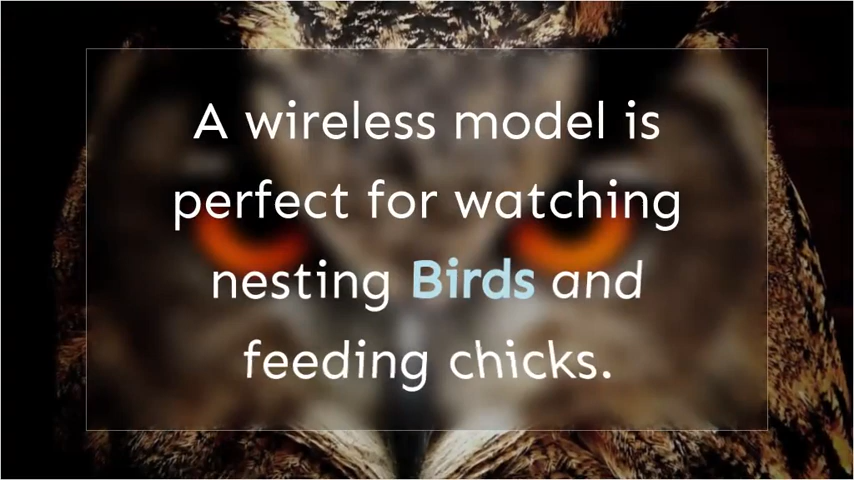 A wireless model is
perfect for watching
nesting Birds and
feeding chicks.